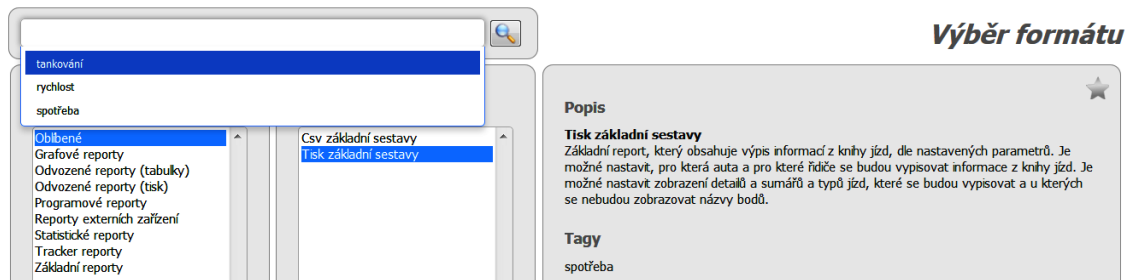 Výběr formátu
tankování
rychlost
spotřeba
Oblíbené
Grafové reporty
Odvozené reporty (tabulky)
Odvozené reporty (tisk)
Programové reporty
Reporty externích zařízení
Statistické reporty
Tracker reporty
Základní reporty
Csv základní sestavy
Tisk základní sestavy
Popis
Tisk základní sestavy
Základní report, který obsahuje výpis informací z knihy jízd, dle nastavených parametrů. Je
možné nastavit, pro která auta a pro které řidiče se budou vypisovat informace z knihy jízd. Je
možné nastavit zobrazení detailů a sumářů a typů jízd, které se budou vypisovat a u kterých
se nebudou zobrazovat názvy bodů.
Tagy
spotřeba